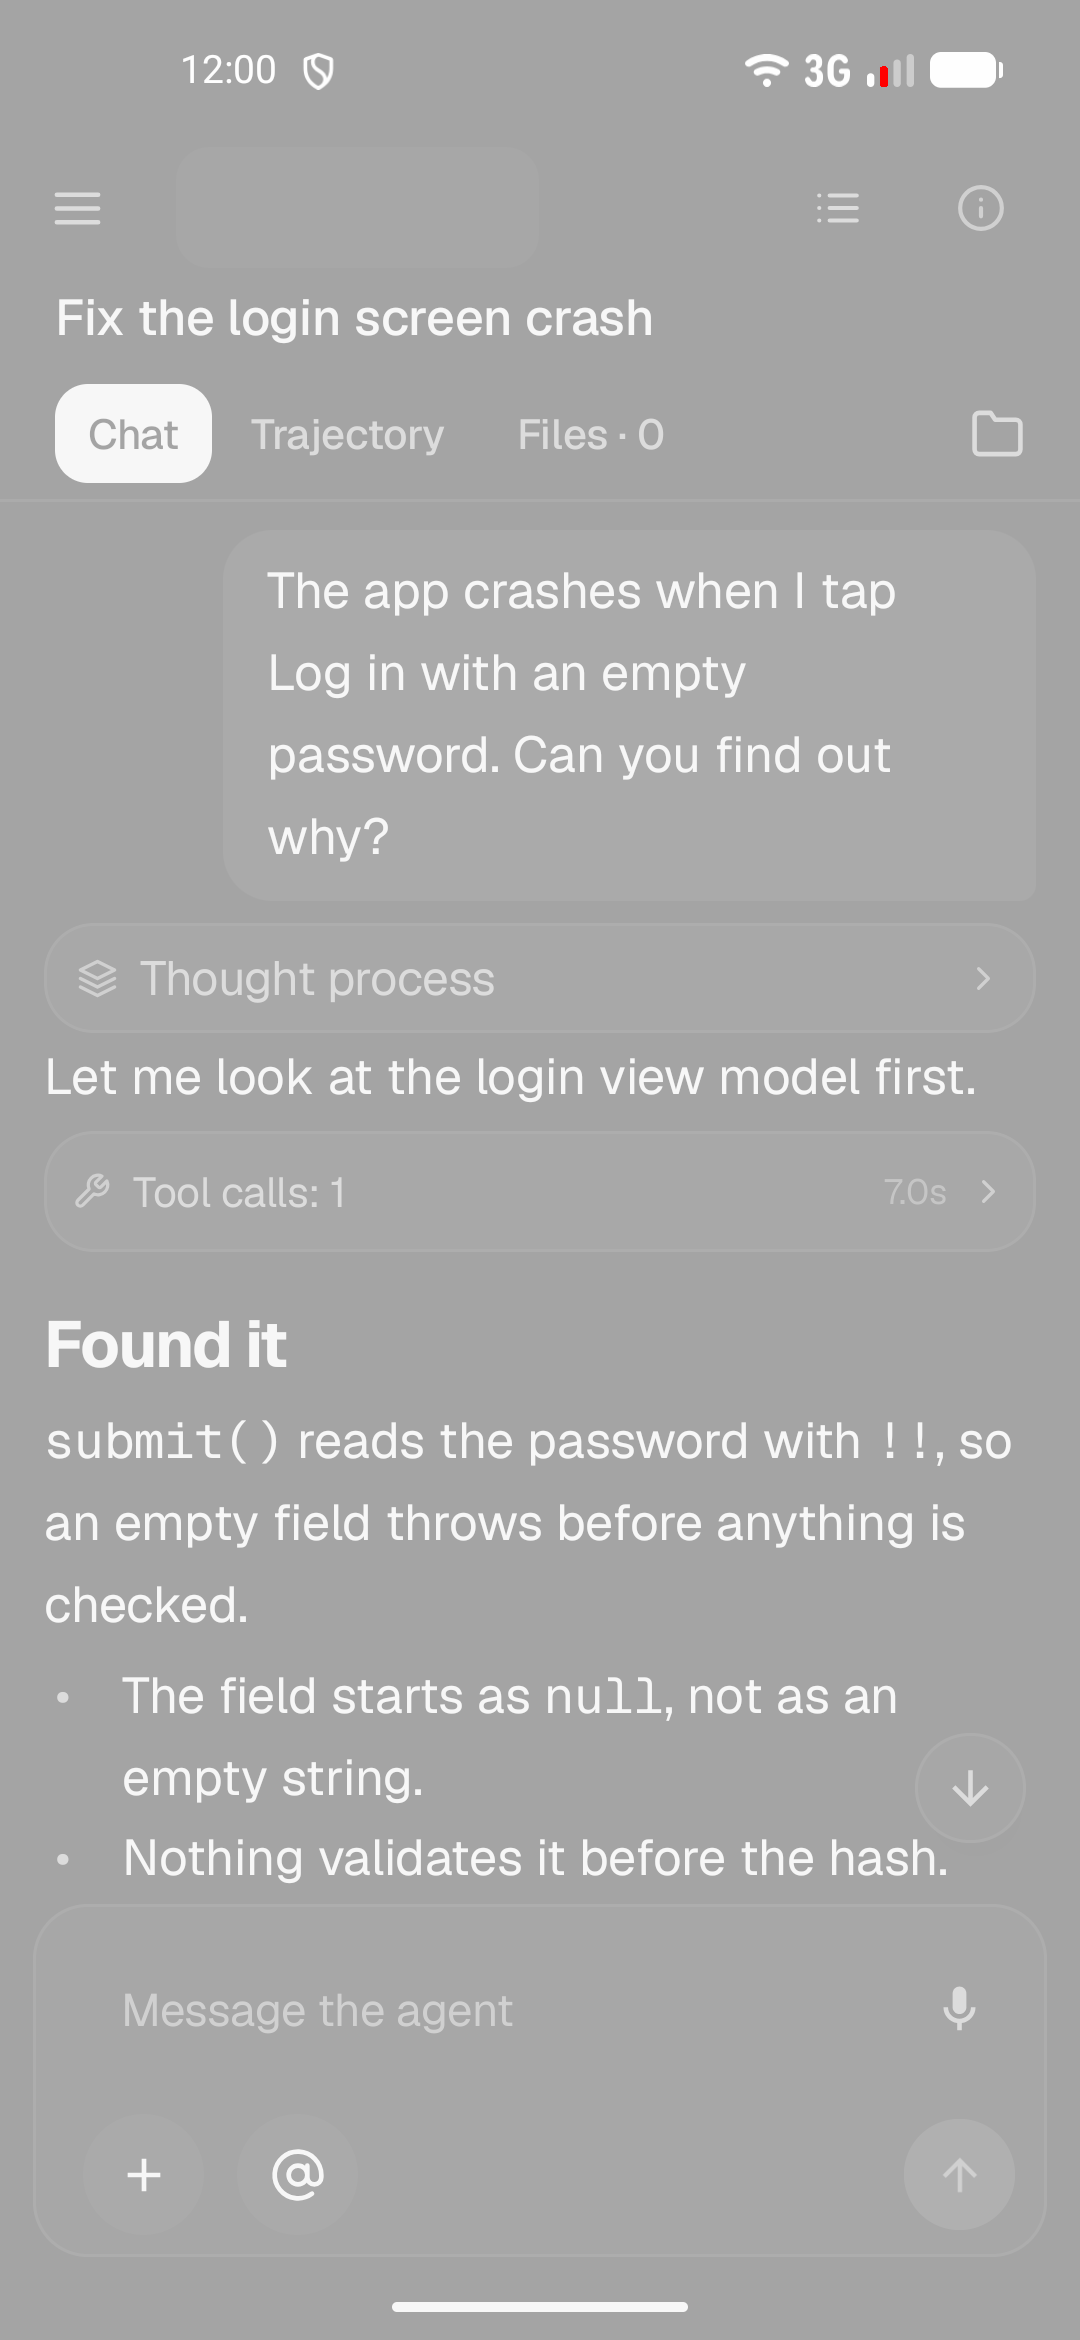 12:00
3G
Fix the login screen crash
Chat
Trajectory
Files · 0
The app crashes when I tap
Log in with an empty
password. Can you find out
why?
Thought process
Let me look at the login view model first.
Tool calls: 1
7.0s
Found it
submit() reads the password with !!, so
an empty field throws before anything is
checked.
• The field starts as null, not as an
empty string.
• Nothing validates it before the hash.
Message the agent